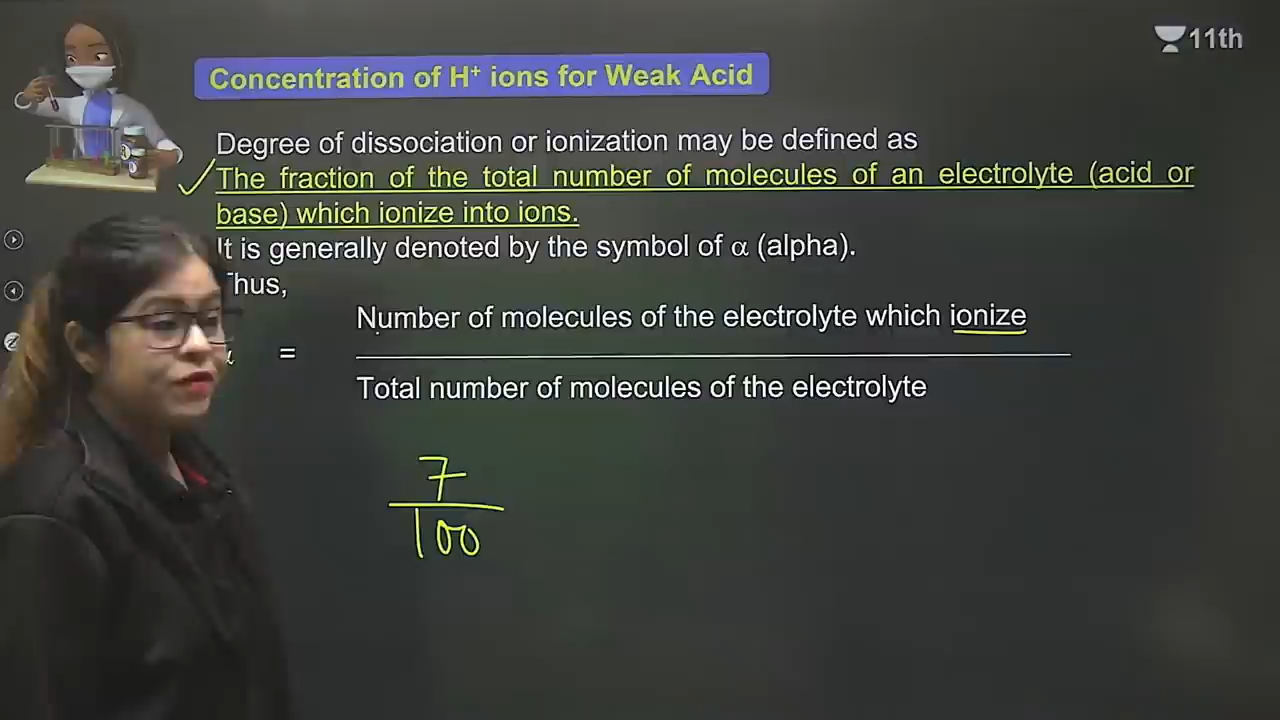 11th
Concentration of H⁺ ions for Weak Acid
Degree of dissociation or ionization may be defined as
The fraction of the total number of molecules of an electrolyte (acid or
base) which ionize into ions.
It is generally denoted by the symbol of α (alpha).
Thus,
Number of molecules of the electrolyte which ionize
=
Total number of molecules of the electrolyte
7
100